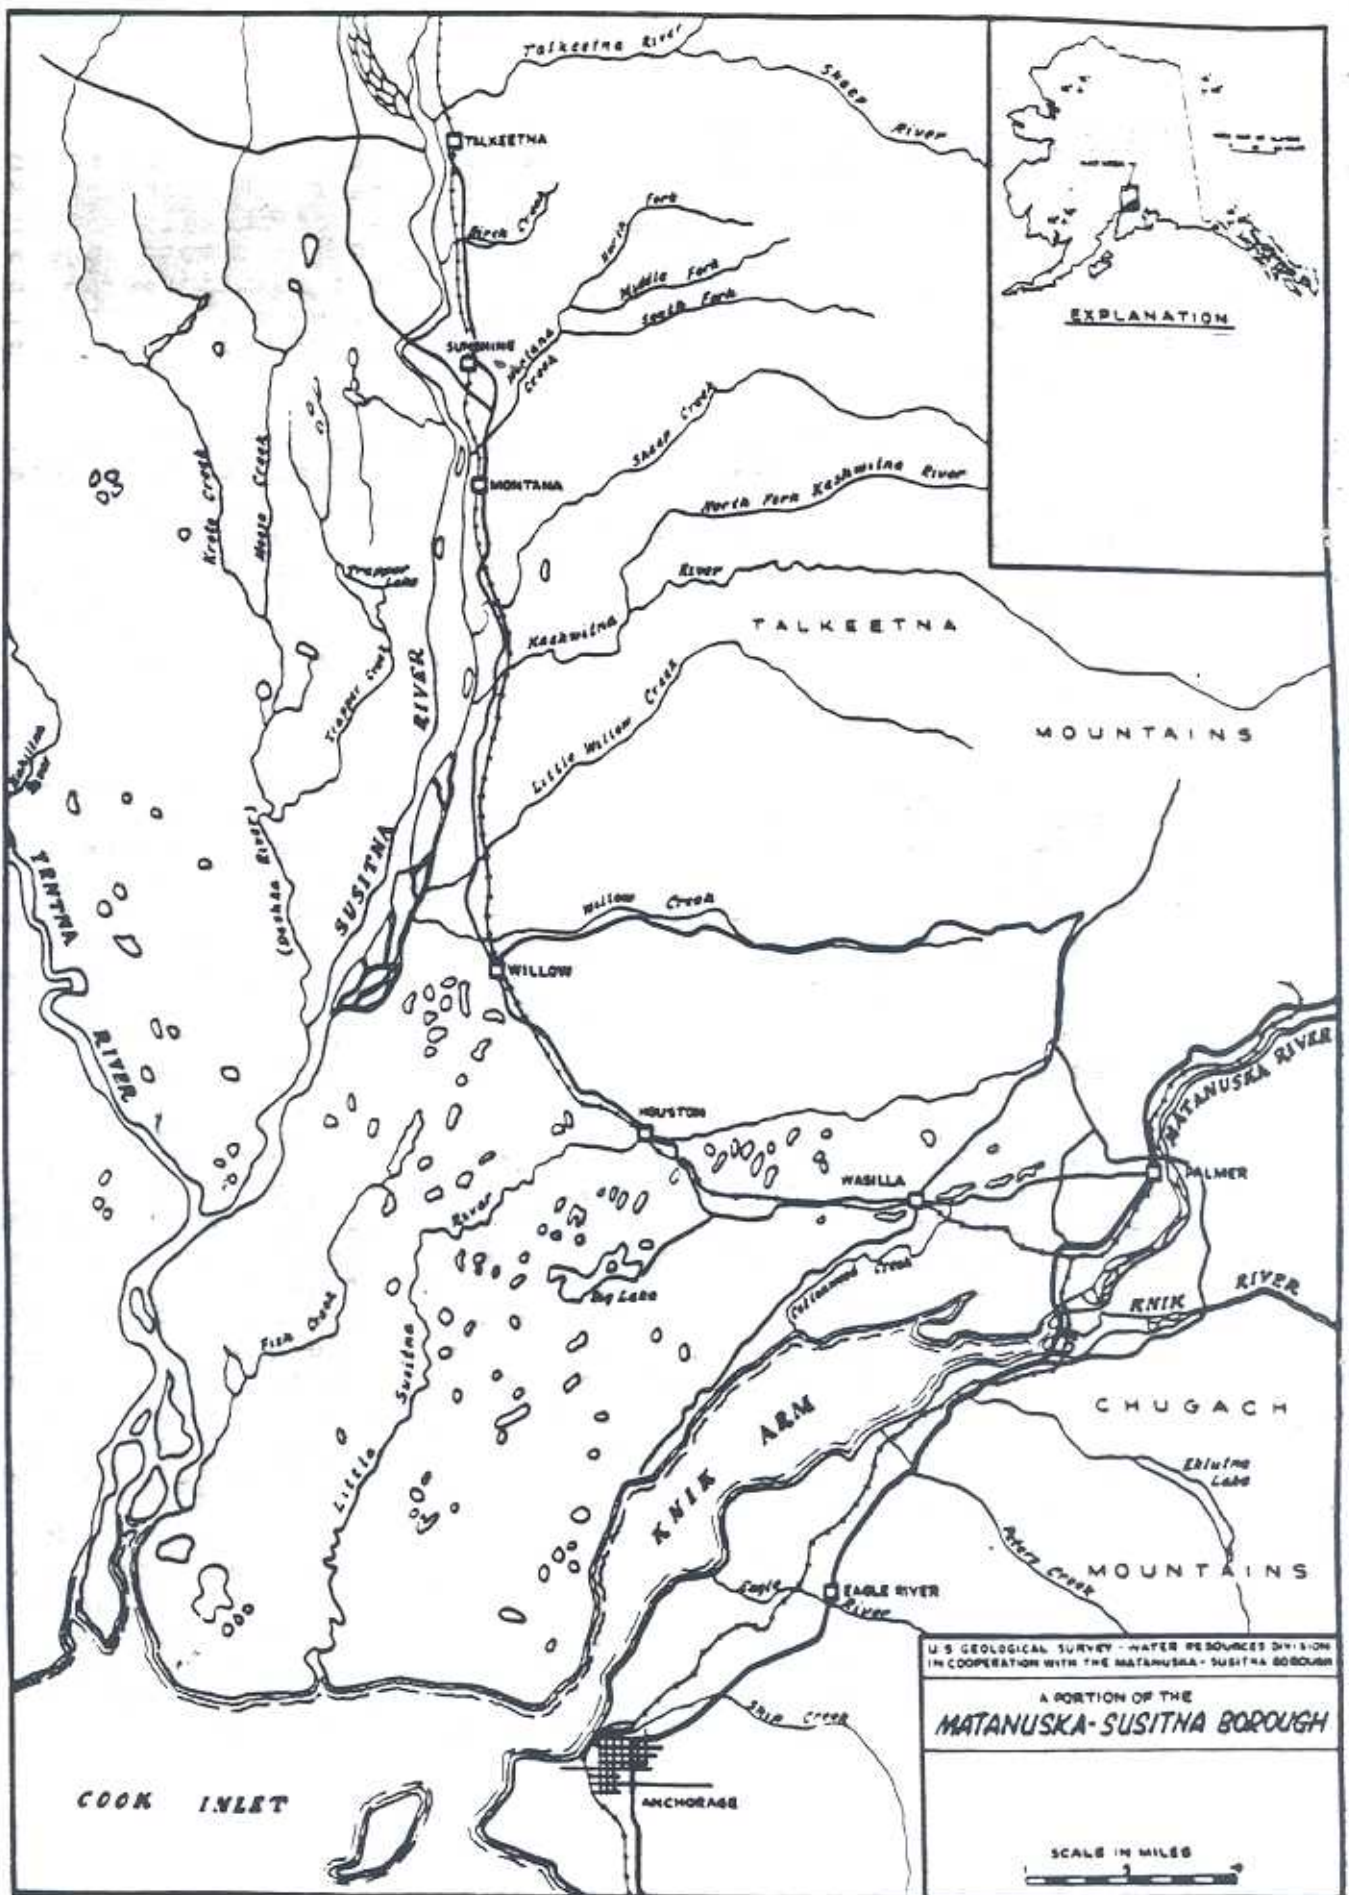 Talkeetna River
Sheep
River
TALKEETNA
Birch Creek
North Fork
Middle Fork
South Fork
EXPLANATION
SUNSHINE
Montana
Creek
Sheep Creek
Kroto Creek
Moose Creek
MONTANA
North Fork Kashwitna River
Trapper
Lake
River
Kashwitna
TALKEETNA
MOUNTAINS
Trapper Creek
RIVER
Little Willow Creek
River
(Deshka River)
SUSITNA
YENTNA
RIVER
Willow Creek
WILLOW
MATANUSKA RIVER
HOUSTON
WASILLA
PALMER
River
Big Lake
Cottonwood Creek
KNIK RIVER
Fish Creek
Susitna
Little
KNIK ARM
CHUGACH
Eklutna
Lake
Peters Creek
MOUNTAINS
Eagle
River
EAGLE RIVER
U S GEOLOGICAL SURVEY - WATER RESOURCES DIVISION
IN COOPERATION WITH THE MATANUSKA - SUSITNA BOROUGH
A PORTION OF THE
MATANUSKA-SUSITNA BOROUGH
Ship Creek
COOK INLET
ANCHORAGE
SCALE IN MILES